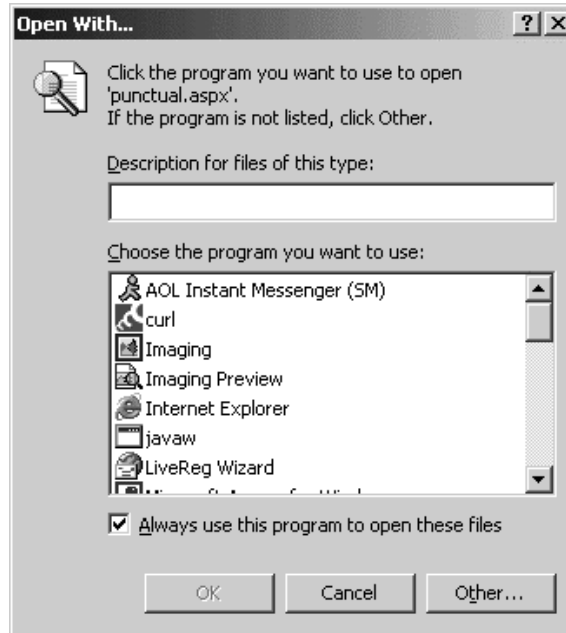 Open With...
Click the program you want to use to open
'punctual.aspx'.
If the program is not listed, click Other.
Description for files of this type:
Choose the program you want to use:
AOL Instant Messenger (SM)
curl
Imaging
Imaging Preview
Internet Explorer
javaw
LiveReg Wizard
Always use this program to open these files
OK Cancel Other...